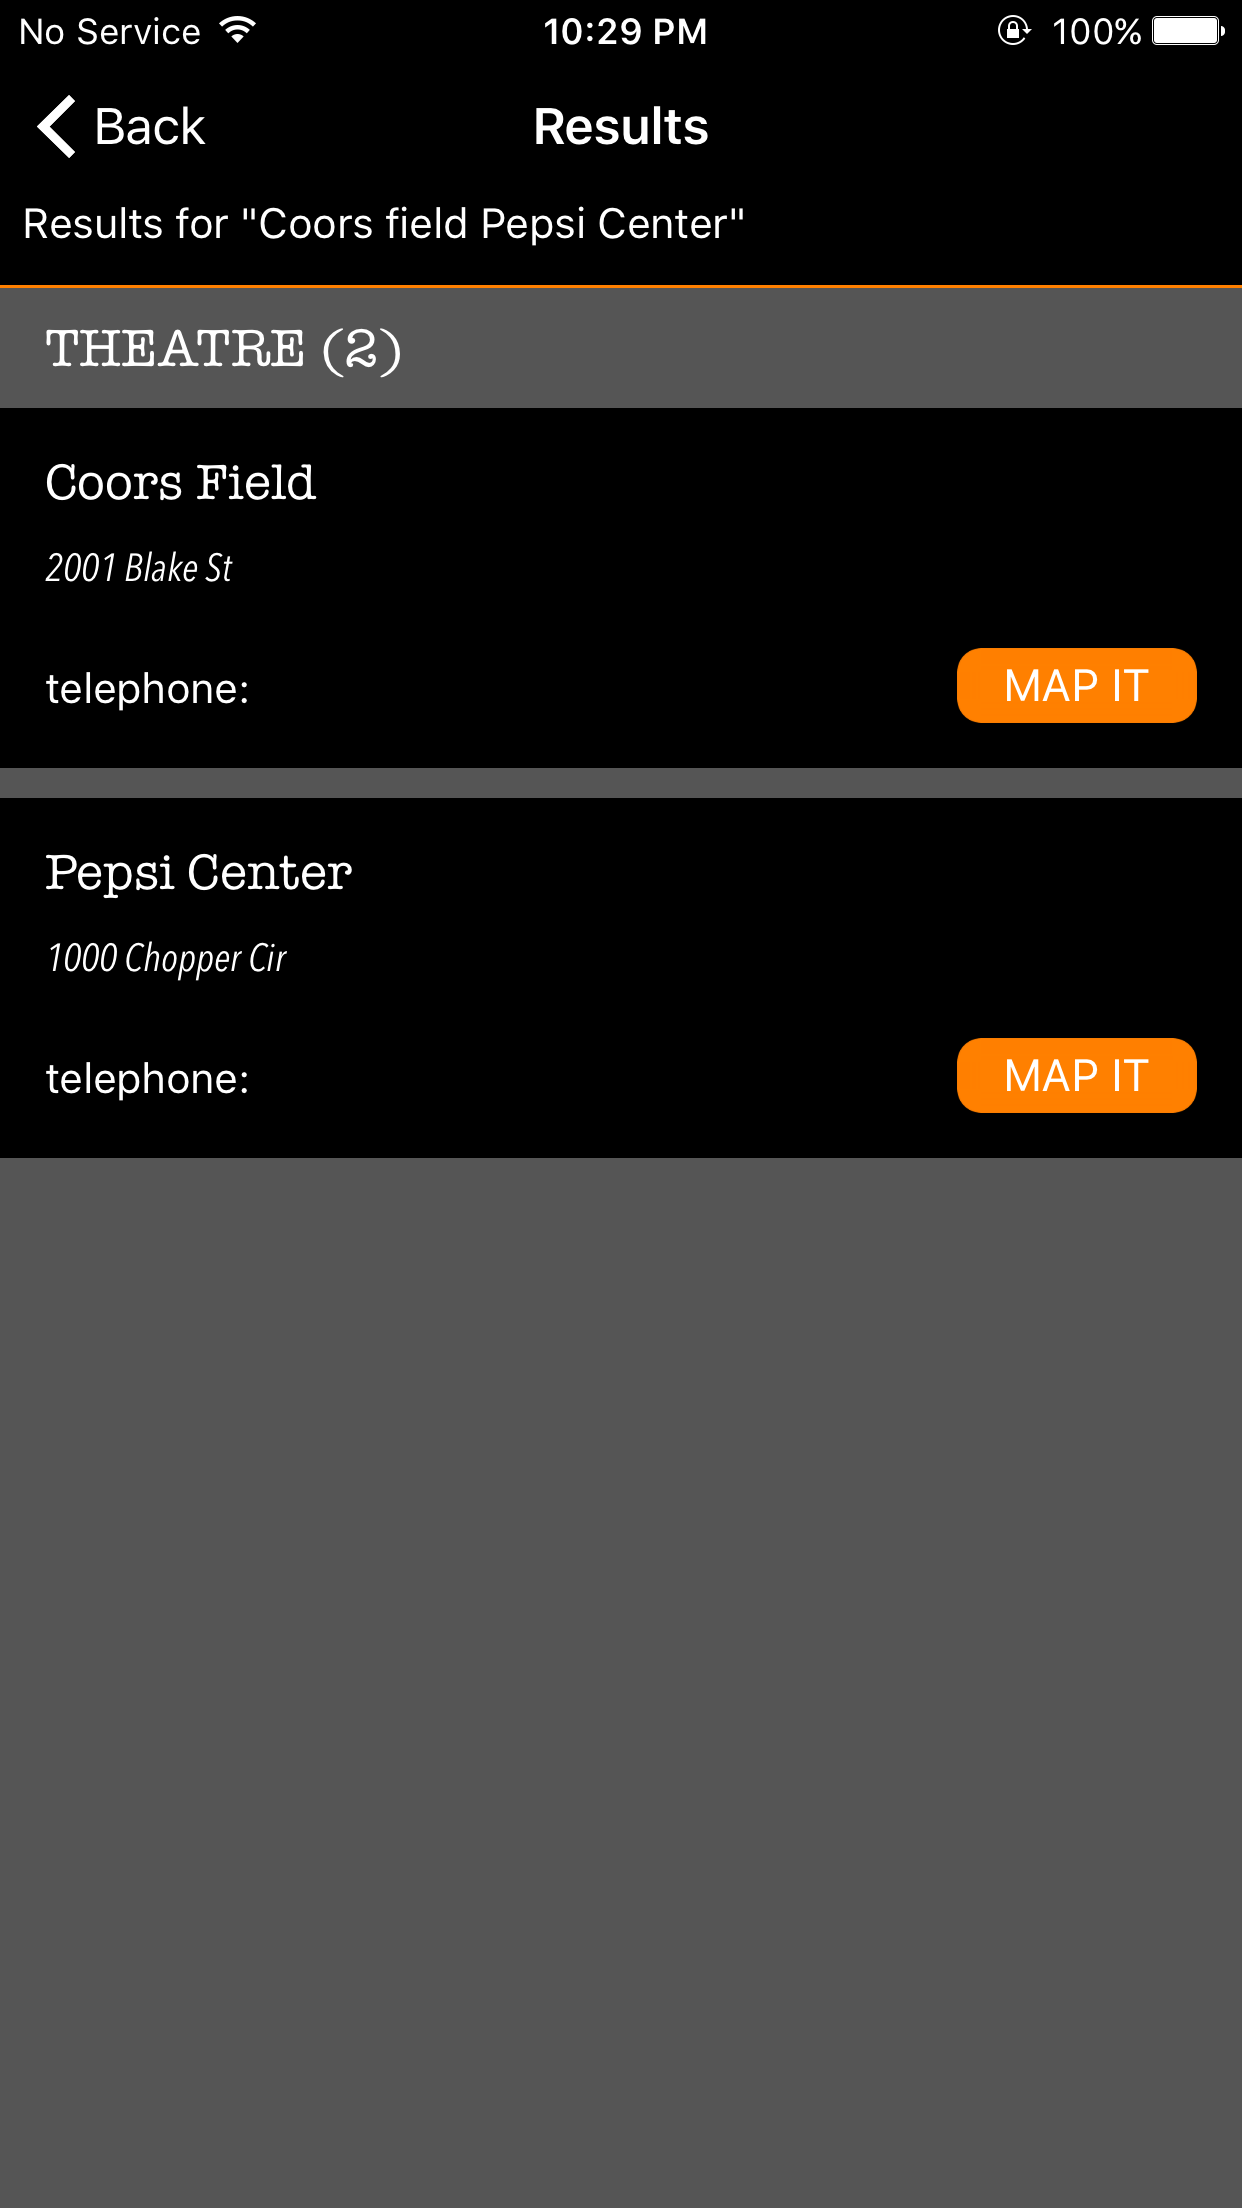 No Service 10:29 PM 100%
Back Results
Results for "Coors field Pepsi Center"
THEATRE (2)
Coors Field
2001 Blake St
telephone: MAP IT
Pepsi Center
1000 Chopper Cir
telephone: MAP IT